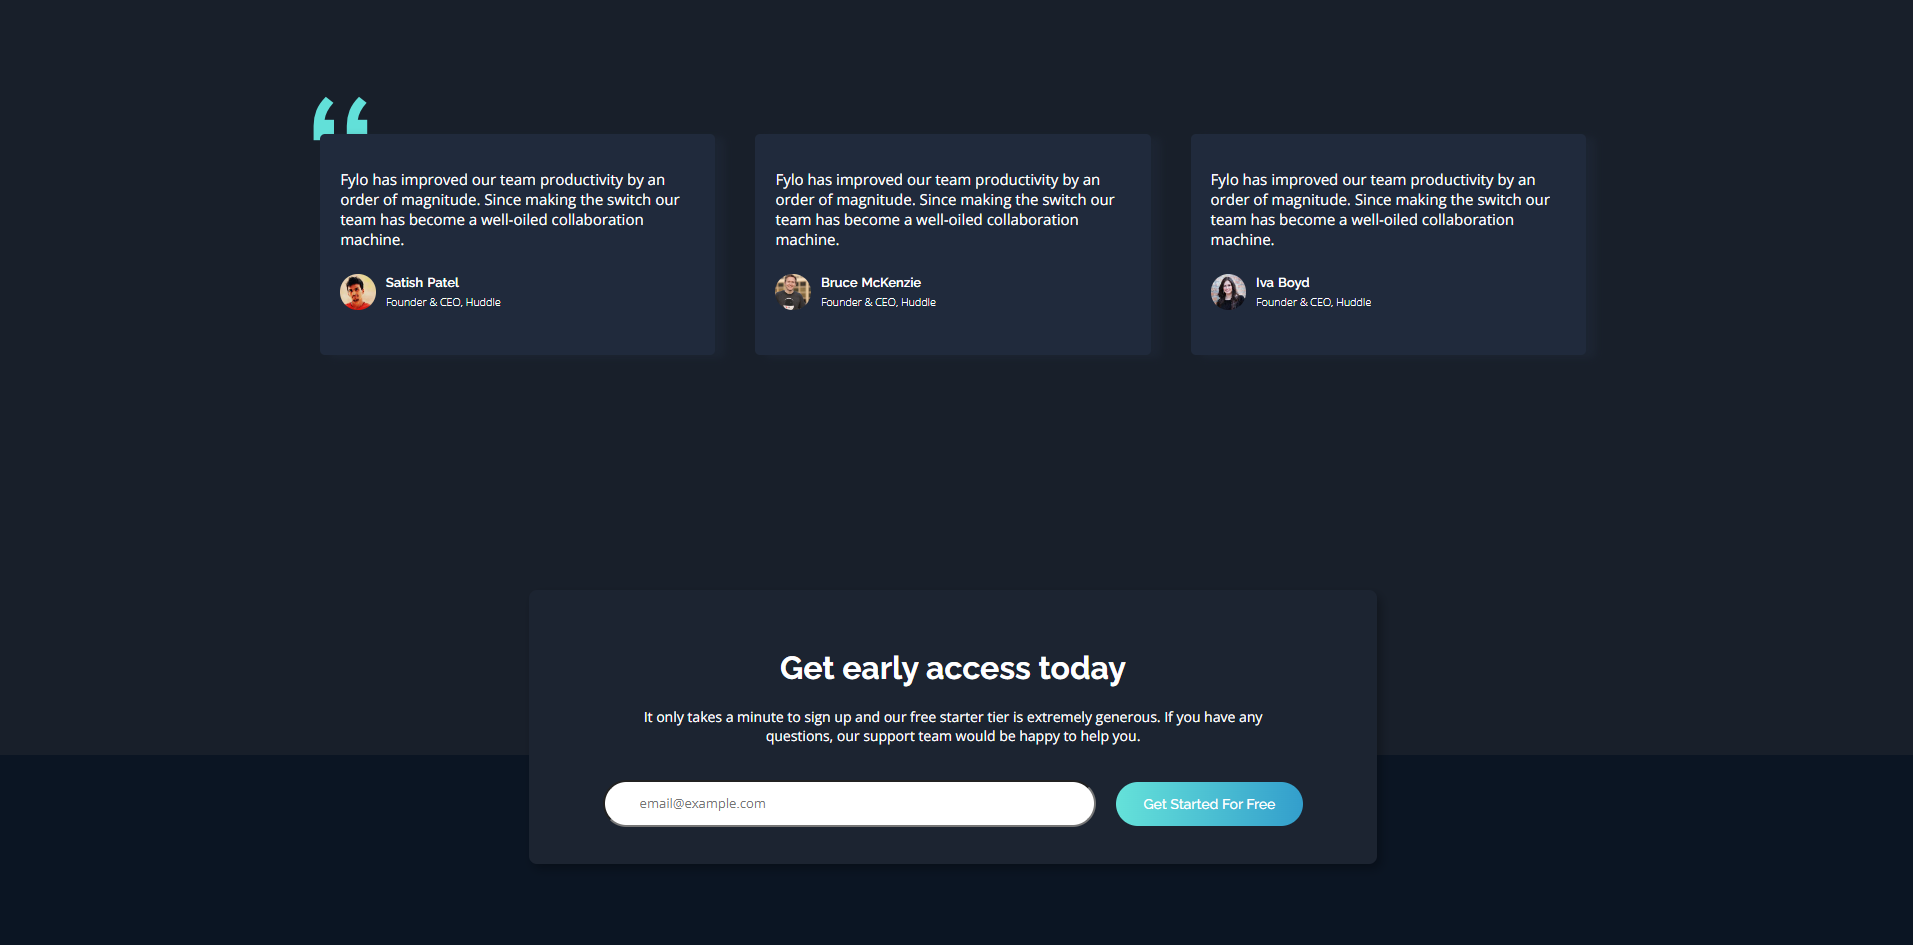 “
Fylo has improved our team productivity by an
order of magnitude. Since making the switch our
team has become a well-oiled collaboration
machine.
Satish Patel
Founder & CEO, Huddle
Fylo has improved our team productivity by an
order of magnitude. Since making the switch our
team has become a well-oiled collaboration
machine.
Bruce McKenzie
Founder & CEO, Huddle
Fylo has improved our team productivity by an
order of magnitude. Since making the switch our
team has become a well-oiled collaboration
machine.
Iva Boyd
Founder & CEO, Huddle
Get early access today
It only takes a minute to sign up and our free starter tier is extremely generous. If you have any
questions, our support team would be happy to help you.
email@example.com
Get Started For Free